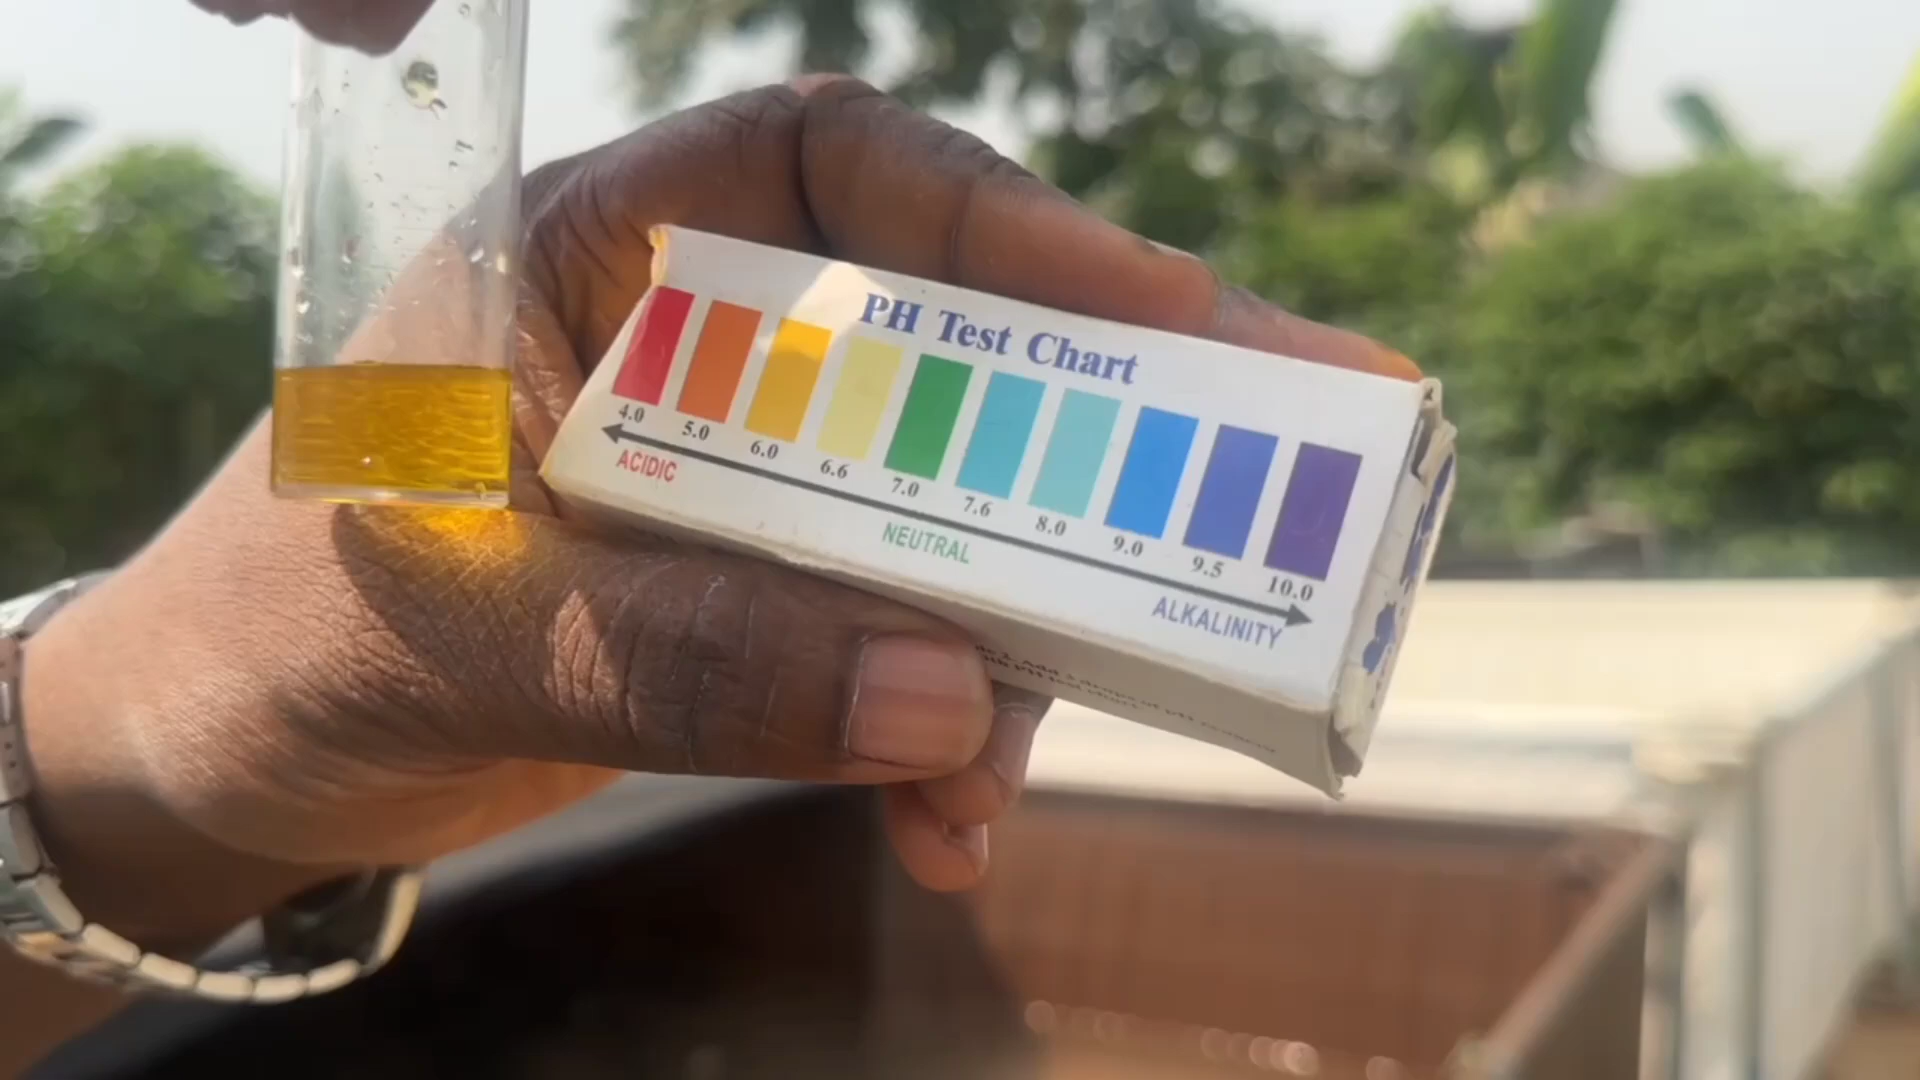 PH Test Chart
4.0 5.0 6.0 6.6 7.0 7.6 8.0 9.0 9.5 10.0
ACIDIC NEUTRAL ALKALINITY